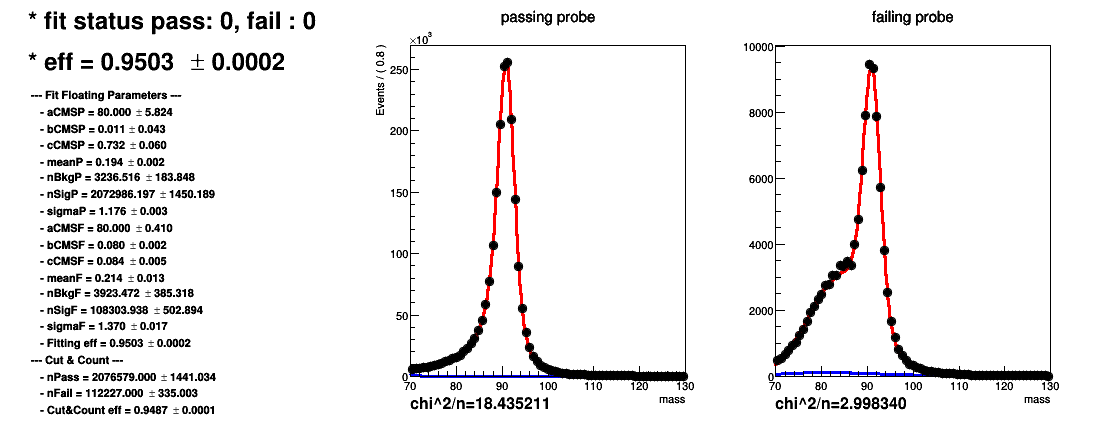 * fit status pass: 0, fail : 0
* eff = 0.9503 ± 0.0002
--- Fit Floating Parameters ---
- aCMSP = 80.000 ± 5.824
- bCMSP = 0.011 ± 0.043
- cCMSP = 0.732 ± 0.060
- meanP = 0.194 ± 0.002
- nBkgP = 3236.516 ± 183.848
- nSigP = 2072986.197 ± 1450.189
- sigmaP = 1.176 ± 0.003
- aCMSF = 80.000 ± 0.410
- bCMSF = 0.080 ± 0.002
- cCMSF = 0.084 ± 0.005
- meanF = 0.214 ± 0.013
- nBkgF = 3923.472 ± 385.318
- nSigF = 108303.938 ± 502.894
- sigmaF = 1.370 ± 0.017
- Fitting eff = 0.9503 ± 0.0002
--- Cut & Count ---
- nPass = 2076579.000 ± 1441.034
- nFail = 112227.000 ± 335.003
- Cut&Count eff = 0.9487 ± 0.0001
passing probe
×10³
Events / ( 0.8 )
250
200
150
100
50
0
70 80 90 100 110 120 130
mass
chi^2/n=18.435211
failing probe
10000
8000
6000
4000
2000
0
70 80 90 100 110 120 130
mass
chi^2/n=2.998340